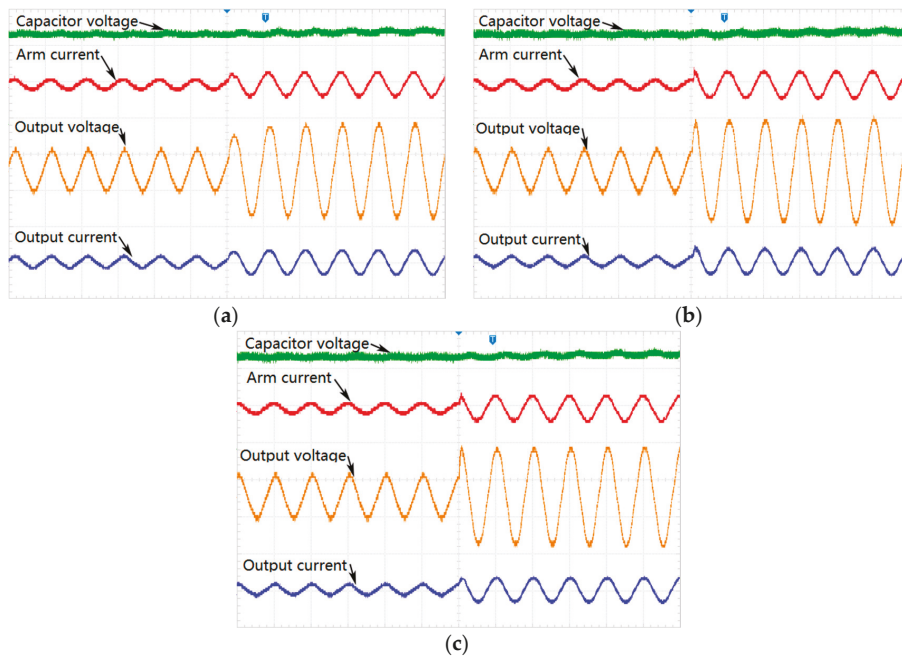 Capacitor voltage
Arm current
Output voltage
Output current
T
(a)
Capacitor voltage
Arm current
Output voltage
Output current
T
(b)
Capacitor voltage
Arm current
Output voltage
Output current
T
(c)